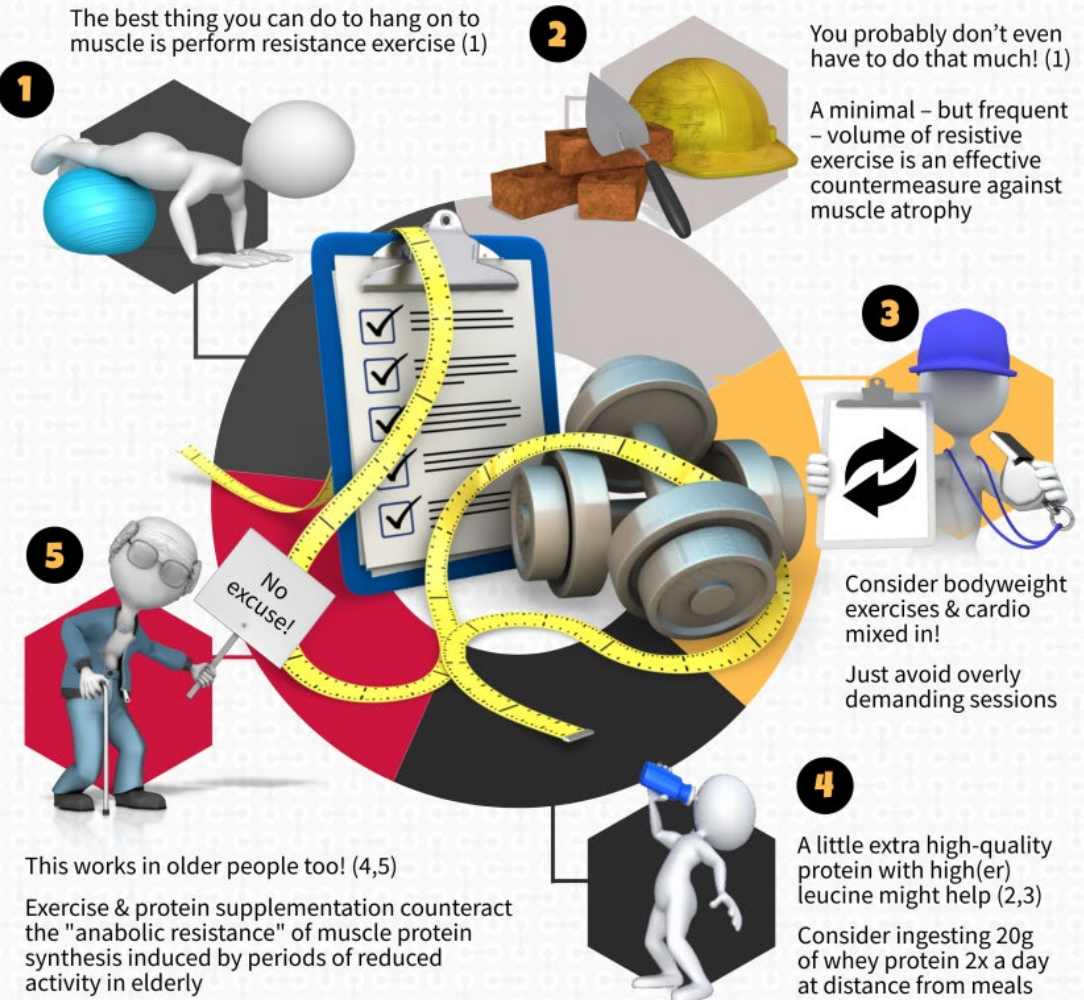 1
The best thing you can do to hang on to
muscle is perform resistance exercise (1)
2
You probably don’t even
have to do that much! (1)
A minimal – but frequent
– volume of resistive
exercise is an effective
countermeasure against
muscle atrophy
3
Consider bodyweight
exercises & cardio
mixed in!
Just avoid overly
demanding sessions
4
A little extra high-quality
protein with high(er)
leucine might help (2,3)
Consider ingesting 20g
of whey protein 2x a day
at distance from meals
5
No
excuse!
This works in older people too! (4,5)
Exercise & protein supplementation counteract
the "anabolic resistance" of muscle protein
synthesis induced by periods of reduced
activity in elderly